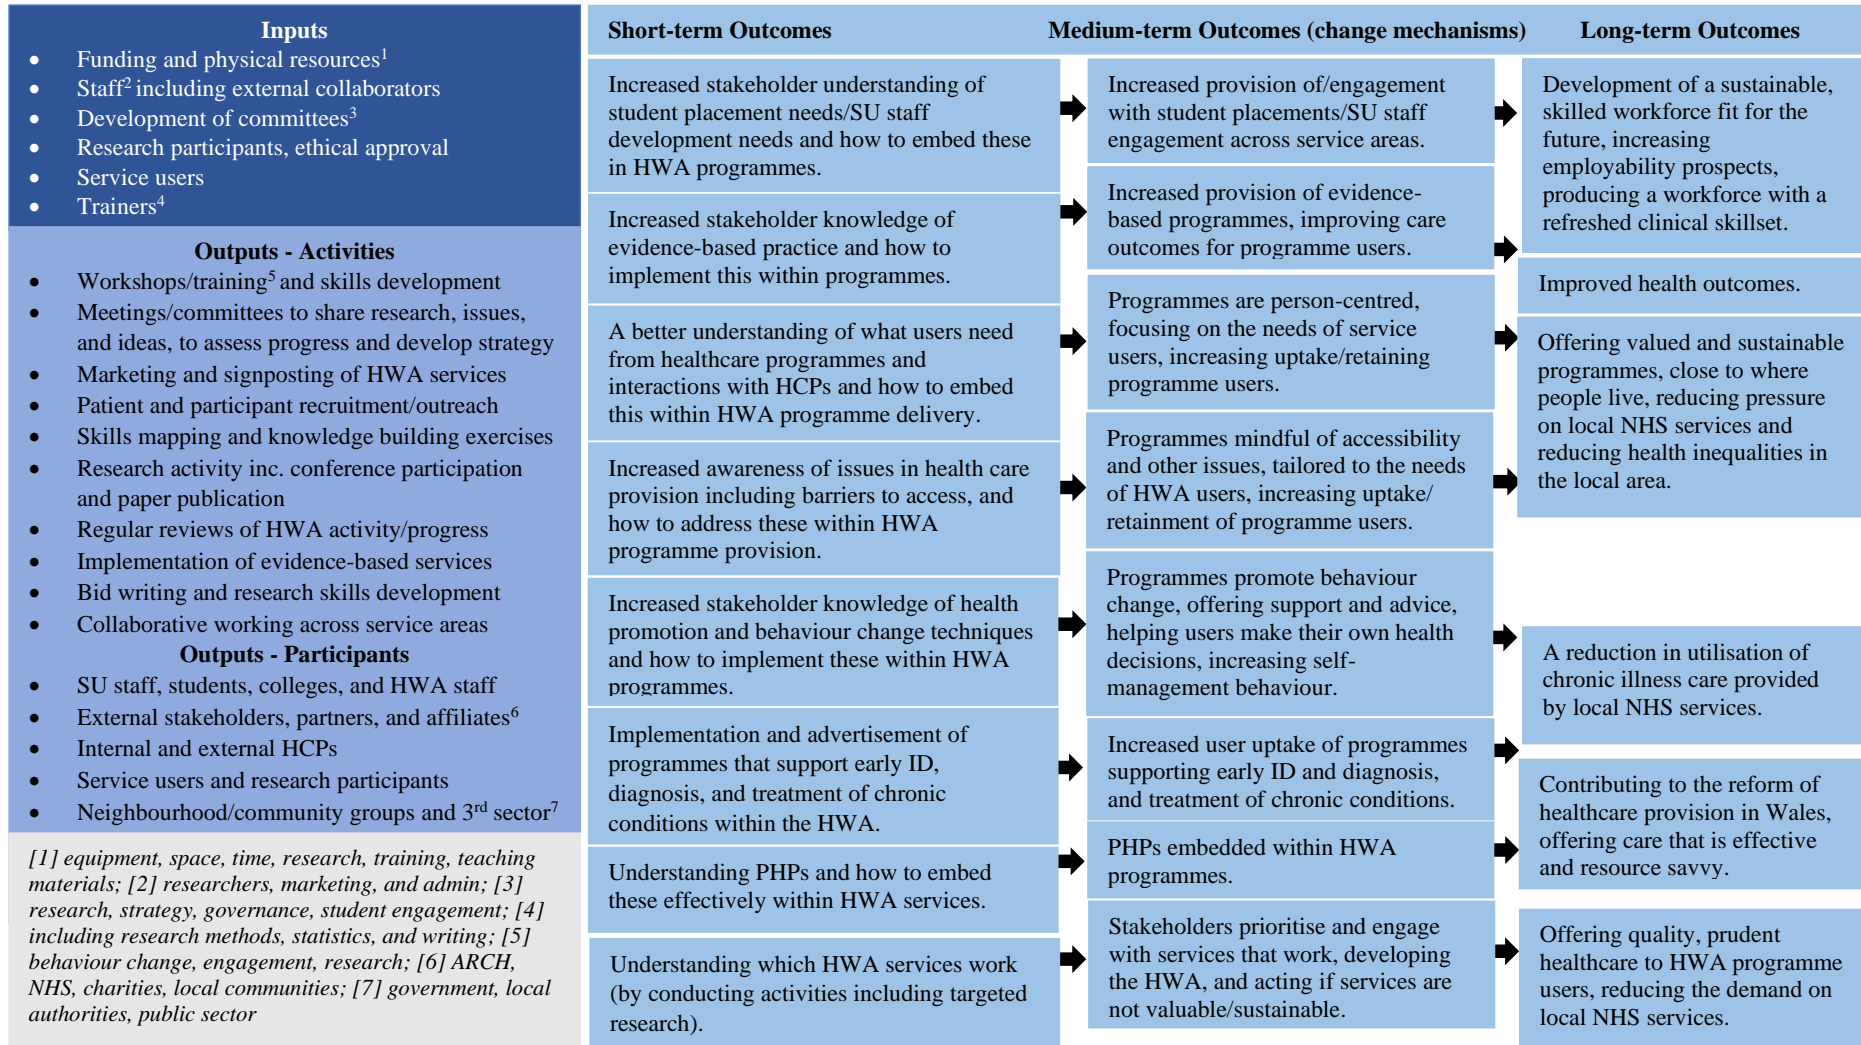 Inputs
• Funding and physical resources1
• Staff2 including external collaborators
• Development of committees3
• Research participants, ethical approval
• Service users
• Trainers4
Outputs - Activities
• Workshops/training5 and skills development
• Meetings/committees to share research, issues,
and ideas, to assess progress and develop strategy
• Marketing and signposting of HWA services
• Patient and participant recruitment/outreach
• Skills mapping and knowledge building exercises
• Research activity inc. conference participation
and paper publication
• Regular reviews of HWA activity/progress
• Implementation of evidence-based services
• Bid writing and research skills development
• Collaborative working across service areas
Outputs - Participants
• SU staff, students, colleges, and HWA staff
• External stakeholders, partners, and affiliates6
• Internal and external HCPs
• Service users and research participants
• Neighbourhood/community groups and 3rd sector7
[1] equipment, space, time, research, training, teaching
materials; [2] researchers, marketing, and admin; [3]
research, strategy, governance, student engagement; [4]
including research methods, statistics, and writing; [5]
behaviour change, engagement, research; [6] ARCH,
NHS, charities, local communities; [7] government, local
authorities, public sector
Short-term Outcomes
Increased stakeholder understanding of
student placement needs/SU staff
development needs and how to embed these
in HWA programmes.
Increased stakeholder knowledge of
evidence-based practice and how to
implement this within programmes.
A better understanding of what users need
from healthcare programmes and
interactions with HCPs and how to embed
this within HWA programme delivery.
Increased awareness of issues in health care
provision including barriers to access, and
how to address these within HWA
programme provision.
Increased stakeholder knowledge of health
promotion and behaviour change techniques
and how to implement these within HWA
programmes.
Implementation and advertisement of
programmes that support early ID,
diagnosis, and treatment of chronic
conditions within the HWA.
Understanding PHPs and how to embed
these effectively within HWA services.
Understanding which HWA services work
(by conducting activities including targeted
research).
Medium-term Outcomes (change mechanisms)
Increased provision of/engagement
with student placements/SU staff
engagement across service areas.
Increased provision of evidence-
based programmes, improving care
outcomes for programme users.
Programmes are person-centred,
focusing on the needs of service
users, increasing uptake/retaining
programme users.
Programmes mindful of accessibility
and other issues, tailored to the needs
of HWA users, increasing uptake/
retainment of programme users.
Programmes promote behaviour
change, offering support and advice,
helping users make their own health
decisions, increasing self-
management behaviour.
Increased user uptake of programmes
supporting early ID and diagnosis,
and treatment of chronic conditions.
PHPs embedded within HWA
programmes.
Stakeholders prioritise and engage
with services that work, developing
the HWA, and acting if services are
not valuable/sustainable.
Long-term Outcomes
Development of a sustainable,
skilled workforce fit for the
future, increasing
employability prospects,
producing a workforce with a
refreshed clinical skillset.
Improved health outcomes.
Offering valued and sustainable
programmes, close to where
people live, reducing pressure
on local NHS services and
reducing health inequalities in
the local area.
A reduction in utilisation of
chronic illness care provided
by local NHS services.
Contributing to the reform of
healthcare provision in Wales,
offering care that is effective
and resource savvy.
Offering quality, prudent
healthcare to HWA programme
users, reducing the demand on
local NHS services.